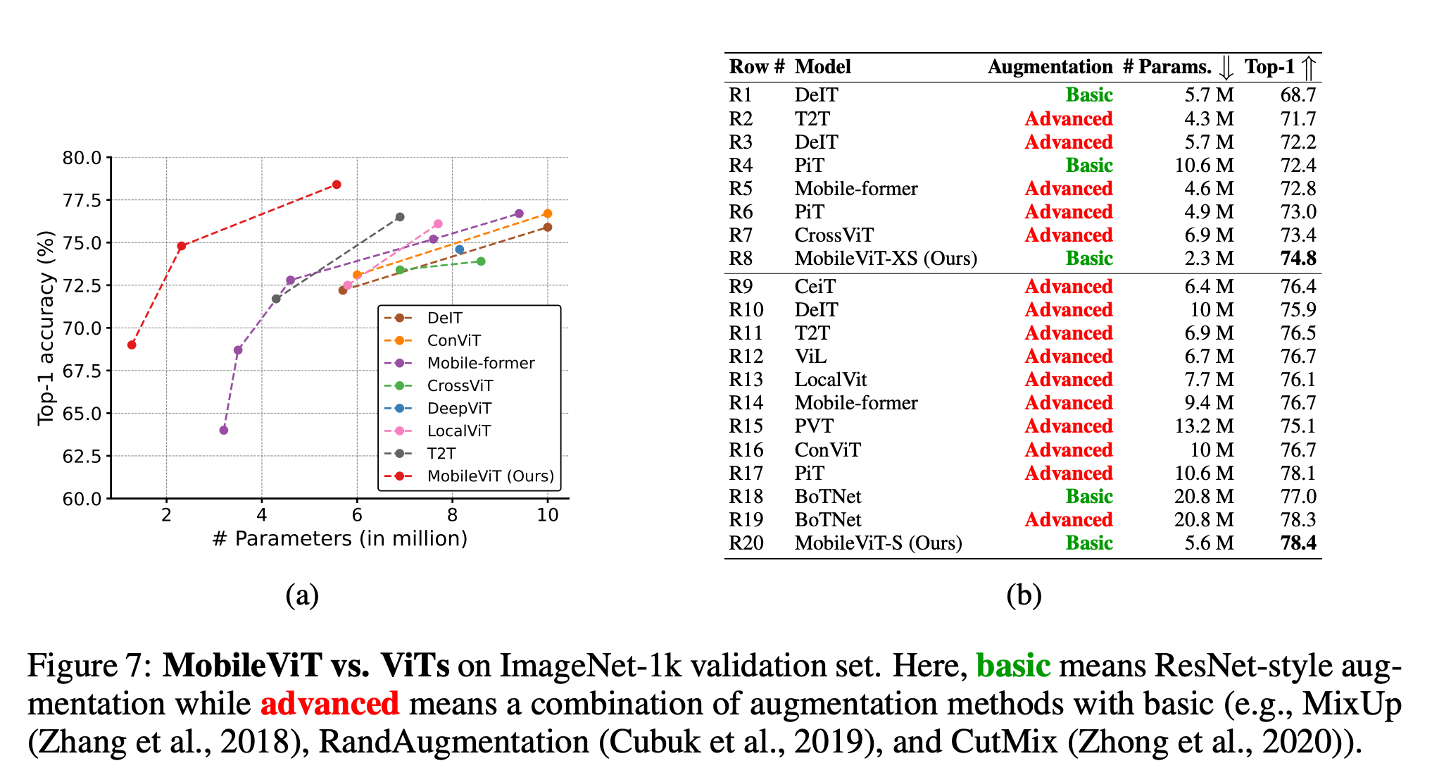 80.0
77.5
75.0
72.5
70.0
67.5
65.0
62.5
60.0
Top-1 accuracy (%)
2 4 6 8 10
# Parameters (in million)
DeIT
ConViT
Mobile-former
CrossViT
DeepViT
LocalViT
T2T
MobileViT (Ours)
(a)
Row # Model Augmentation # Params. ⇓ Top-1 ⇑
R1 DeIT Basic 5.7 M 68.7
R2 T2T Advanced 4.3 M 71.7
R3 DeIT Advanced 5.7 M 72.2
R4 PiT Basic 10.6 M 72.4
R5 Mobile-former Advanced 4.6 M 72.8
R6 PiT Advanced 4.9 M 73.0
R7 CrossViT Advanced 6.9 M 73.4
R8 MobileViT-XS (Ours) Basic 2.3 M 74.8
R9 CeiT Advanced 6.4 M 76.4
R10 DeIT Advanced 10 M 75.9
R11 T2T Advanced 6.9 M 76.5
R12 ViL Advanced 6.7 M 76.7
R13 LocalVit Advanced 7.7 M 76.1
R14 Mobile-former Advanced 9.4 M 76.7
R15 PVT Advanced 13.2 M 75.1
R16 ConViT Advanced 10 M 76.7
R17 PiT Advanced 10.6 M 78.1
R18 BoTNet Basic 20.8 M 77.0
R19 BoTNet Advanced 20.8 M 78.3
R20 MobileViT-S (Ours) Basic 5.6 M 78.4
(b)
Figure 7: MobileViT vs. ViTs on ImageNet-1k validation set. Here, basic means ResNet-style aug-
mentation while advanced means a combination of augmentation methods with basic (e.g., MixUp
(Zhang et al., 2018), RandAugmentation (Cubuk et al., 2019), and CutMix (Zhong et al., 2020)).